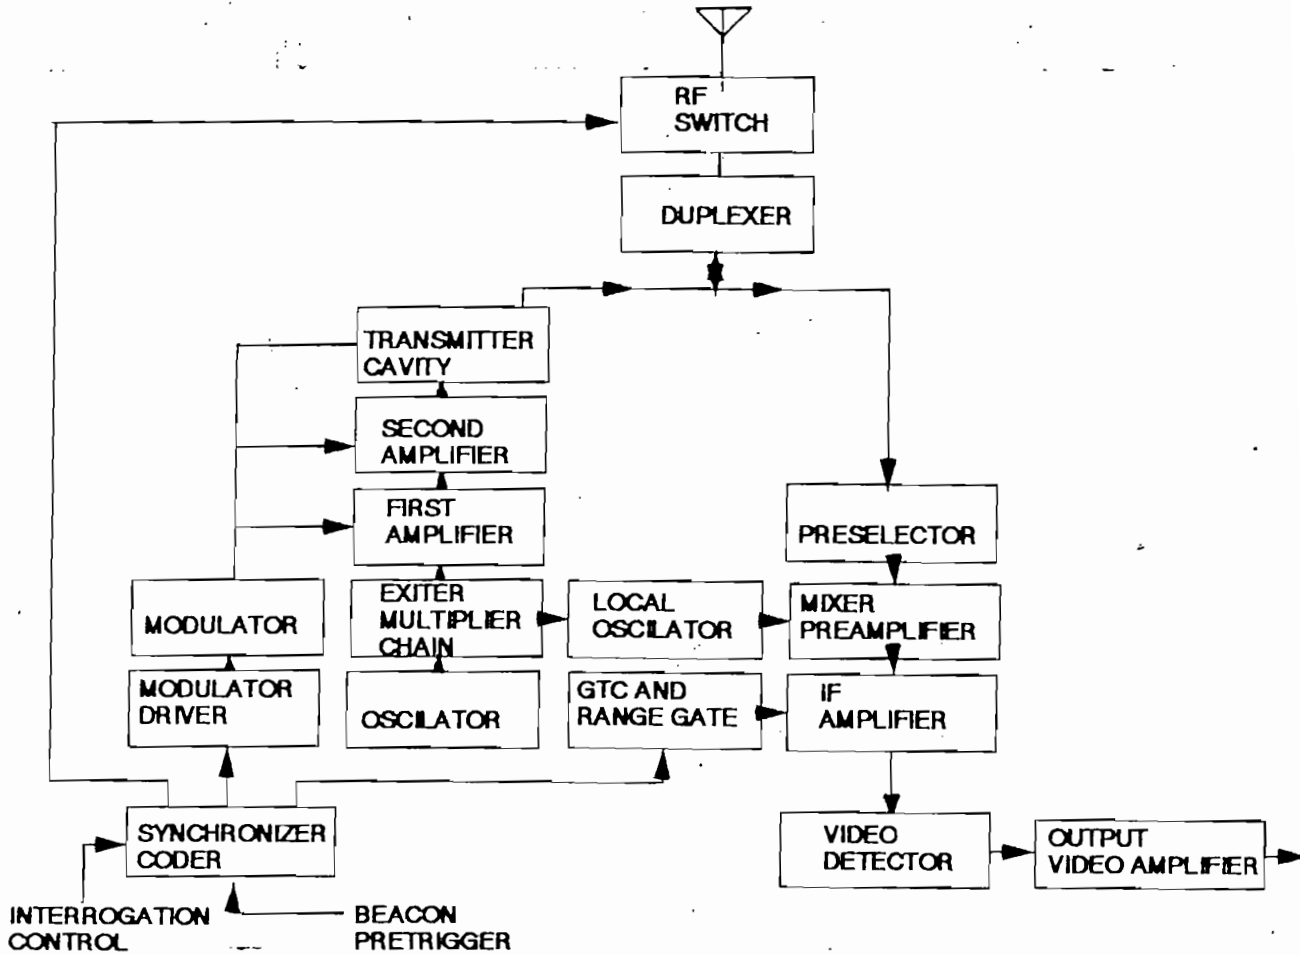 RF
SWITCH
DUPLEXER
TRANSMITTER
CAVITY
SECOND
AMPLIFIER
FIRST
AMPLIFIER
PRESELECTOR
MODULATOR
EXITER
MULTIPLIER
CHAIN
LOCAL
OSCILATOR
MIXER
PREAMPLIFIER
MODULATOR
DRIVER
OSCILATOR
GTC AND
RANGE GATE
IF
AMPLIFIER
SYNCHRONIZER
CODER
VIDEO
DETECTOR
OUTPUT
VIDEO AMPLIFIER
INTERROGATION
CONTROL
BEACON
PRETRIGGER